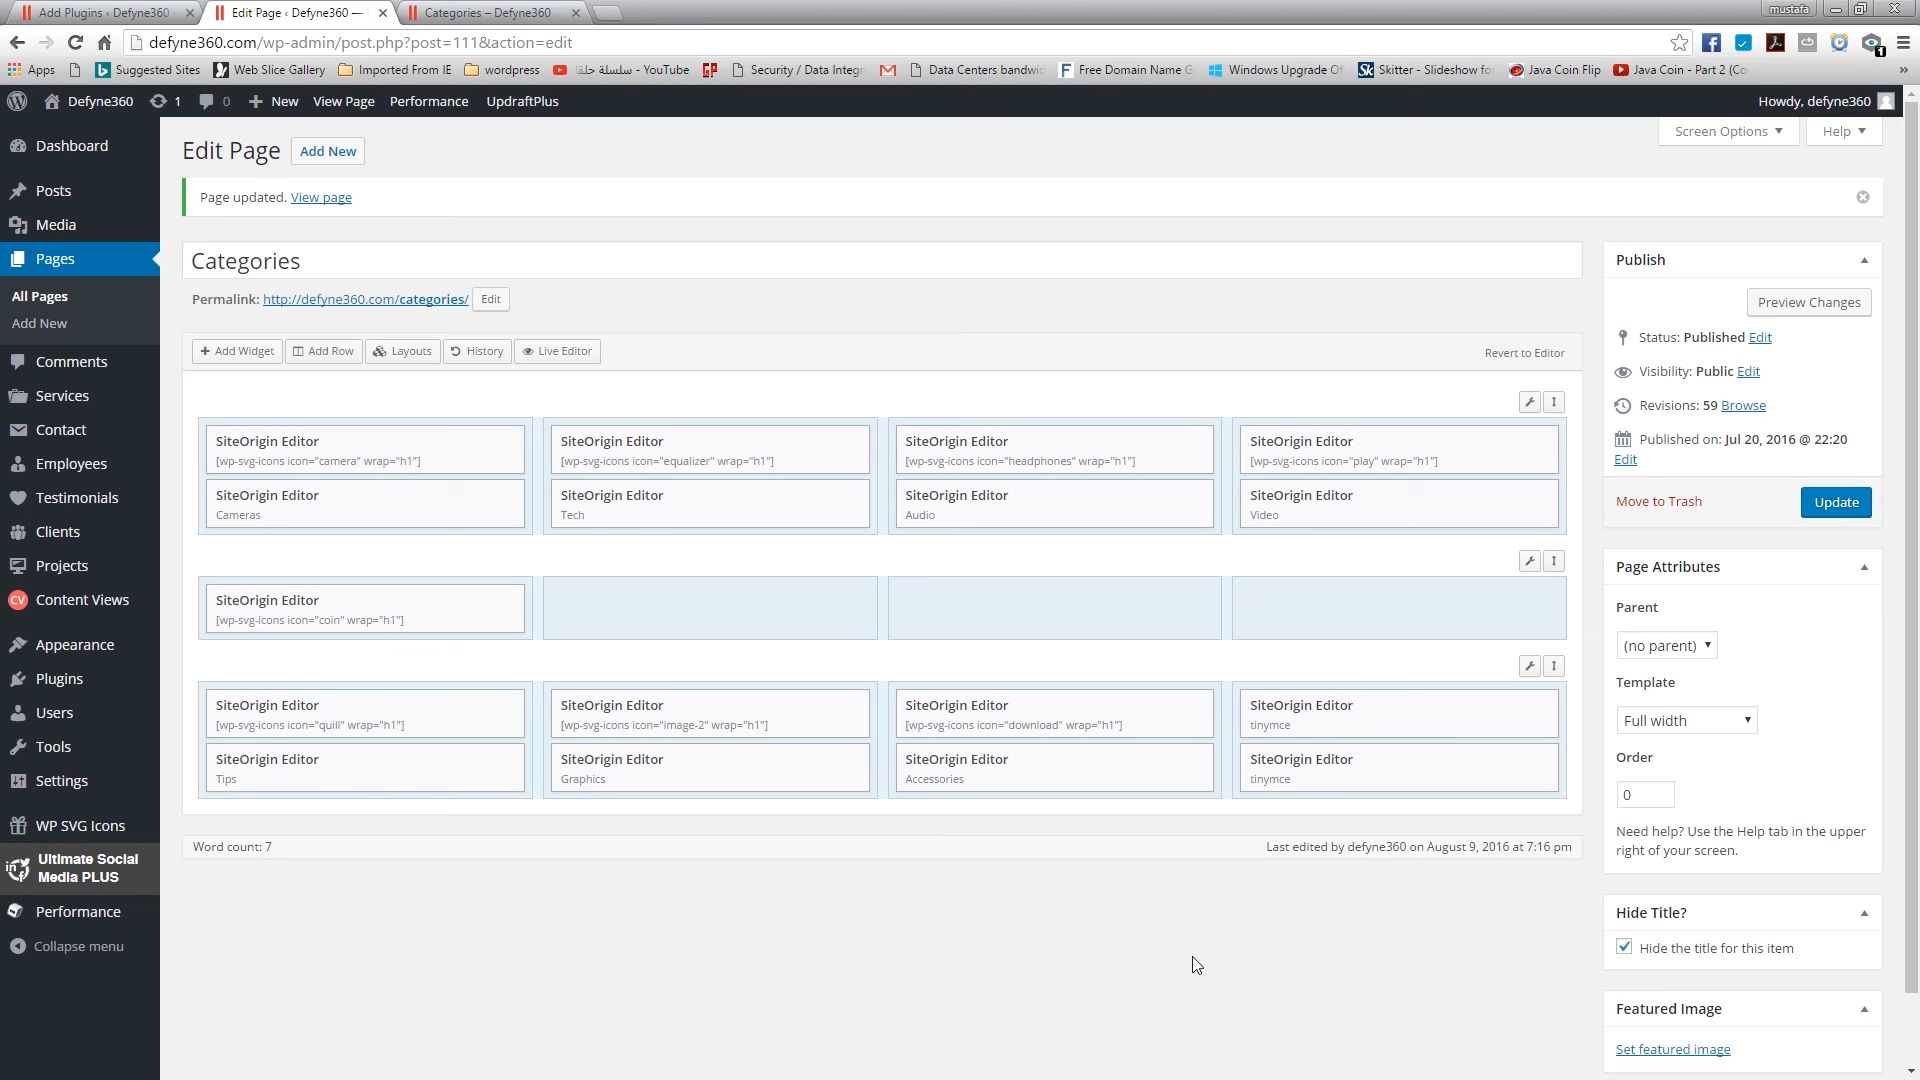 Add Plugins ‹ Defyne360
Edit Page ‹ Defyne360 —
Categories – Defyne360
mustafa
defyne360.com/wp-admin/post.php?post=111&action=edit
1
Apps
Suggested Sites
Web Slice Gallery
Imported From IE
wordpress
سلسلة حلقا - YouTube
Security / Data Integr
Data Centers bandwi
Free Domain Name G
Windows Upgrade Of
Skitter - Slideshow fo
Java Coin Flip
Java Coin - Part 2 (Co
»
Defyne360
1
0
New
View Page
Performance
UpdraftPlus
Howdy, defyne360
Dashboard
Posts
Media
Pages
All Pages
Add New
Comments
Services
Contact
Employees
Testimonials
Clients
Projects
CV Content Views
Appearance
Plugins
Users
Tools
Settings
WP SVG Icons
Ultimate Social
Media PLUS
Performance
Collapse menu
Screen Options
Help
Edit Page
Add New
Page updated. View page
Categories
Permalink: http://defyne360.com/categories/ Edit
Add Widget
Add Row
Layouts
History
Live Editor
Revert to Editor
SiteOrigin Editor
[wp-svg-icons icon="camera" wrap="h1"]
SiteOrigin Editor
Cameras
SiteOrigin Editor
[wp-svg-icons icon="equalizer" wrap="h1"]
SiteOrigin Editor
Tech
SiteOrigin Editor
[wp-svg-icons icon="headphones" wrap="h1"]
SiteOrigin Editor
Audio
SiteOrigin Editor
[wp-svg-icons icon="play" wrap="h1"]
SiteOrigin Editor
Video
SiteOrigin Editor
[wp-svg-icons icon="coin" wrap="h1"]
SiteOrigin Editor
[wp-svg-icons icon="quill" wrap="h1"]
SiteOrigin Editor
Tips
SiteOrigin Editor
[wp-svg-icons icon="image-2" wrap="h1"]
SiteOrigin Editor
Graphics
SiteOrigin Editor
[wp-svg-icons icon="download" wrap="h1"]
SiteOrigin Editor
Accessories
SiteOrigin Editor
tinymce
SiteOrigin Editor
tinymce
Word count: 7
Last edited by defyne360 on August 9, 2016 at 7:16 pm
Publish
Preview Changes
Status: Published Edit
Visibility: Public Edit
Revisions: 59 Browse
Published on: Jul 20, 2016 @ 22:20
Edit
Move to Trash
Update
Page Attributes
Parent
(no parent)
Template
Full width
Order
0
Need help? Use the Help tab in the upper
right of your screen.
Hide Title?
Hide the title for this item
Featured Image
Set featured image